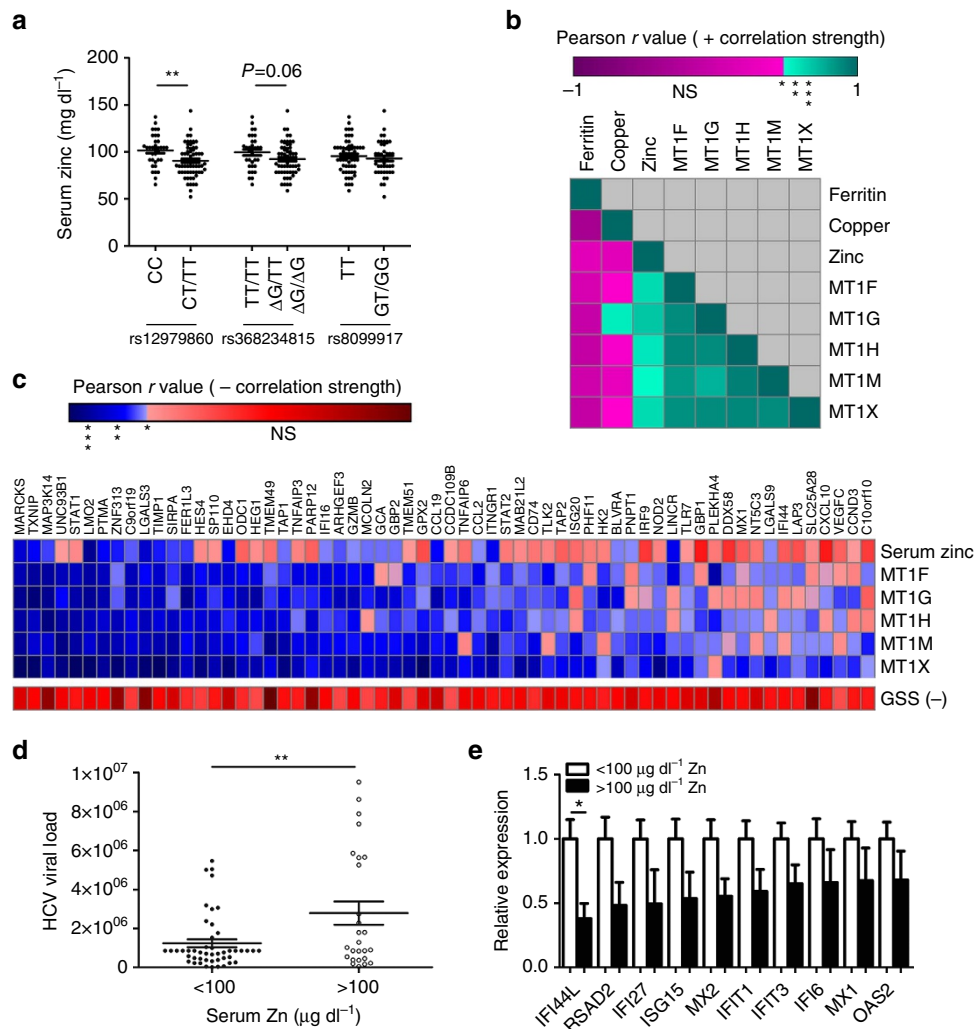 a
Serum zinc (mg dl⁻¹)
200
150
100
50
0
**
P=0.06
CC
CT/TT
TT/TT
ΔG/TT
ΔG/ΔG
TT
GT/GG
rs12979860
rs368234815
rs8099917
b
Pearson r value ( + correlation strength)
−1
NS
*
**
***
1
Ferritin
Copper
Zinc
MT1F
MT1G
MT1H
MT1M
MT1X
Ferritin
Copper
Zinc
MT1F
MT1G
MT1H
MT1M
MT1X
c
Pearson r value ( – correlation strength)
***
**
*
NS
MARCKS
TXNIP
MAP3K14
UNC93B1
STAT1
LMO2
PTMA
ZNF313
C9orf19
LGALS3
TIMP1
SIRPA
FER1L3
HES4
SP110
EHD4
ODC1
HEG1
TMEM49
TAP1
TNFAIP3
PARP12
IFI16
ARHGEF3
GZMB
MCOLN2
GCA
GBP2
TMEM51
GPX2
CCL19
CCDC109B
TNFAIP6
CCL2
ITNGR1
STAT2
MAB21L2
CD74
TLK2
TAP2
ISG20
PHF11
HK2
BLVRA
PNPT1
IRF9
NOD2
LINCR
TLR7
GBP1
PLEKHA4
DDX58
MX1
NT5C3
LGALS9
IFI44
LAP3
SLC25A28
CXCL10
VEGFC
CCND3
C10orf10
Serum zinc
MT1F
MT1G
MT1H
MT1M
MT1X
GSS (–)
d
HCV viral load
1×10⁰⁷
8×10⁰⁶
6×10⁰⁶
4×10⁰⁶
2×10⁰⁶
0
**
<100
>100
Serum Zn (μg dl⁻¹)
e
Relative expression
1.5
1.0
0.5
0.0
<100 μg dl⁻¹ Zn
>100 μg dl⁻¹ Zn
*
IFI44L
RSAD2
IFI27
ISG15
MX2
IFIT1
IFIT3
IFI6
MX1
OAS2